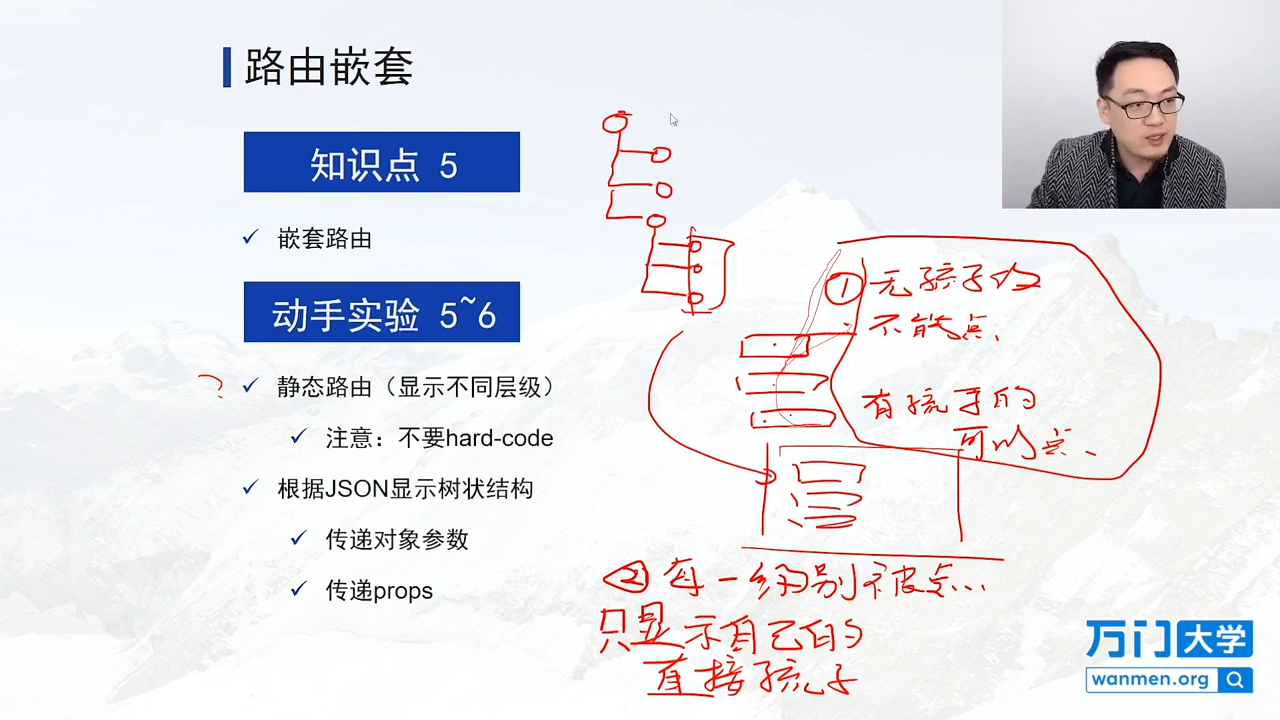 路由嵌套
知识点 5
嵌套路由
动手实验 5~6
静态路由（显示不同层级）
注意：不要hard-code
根据JSON显示树状结构
传递对象参数
传递props
① 无孩子的
不能点、
有孩子的
可以点、
② 每一级别被点...
只显示自己的
直接孩子
万门大学
wanmen.org